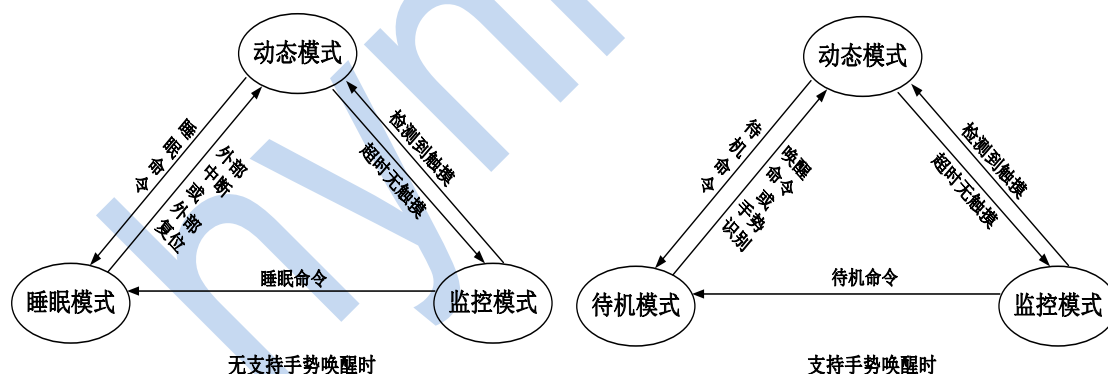 动态模式
睡眠命令
外部中断或外部复位
检测到触摸
超时无触摸
睡眠模式
睡眠命令
监控模式
无支持手势唤醒时
动态模式
待机命令
唤醒命令或手势识别
检测到触摸
超时无触摸
待机模式
待机命令
监控模式
支持手势唤醒时